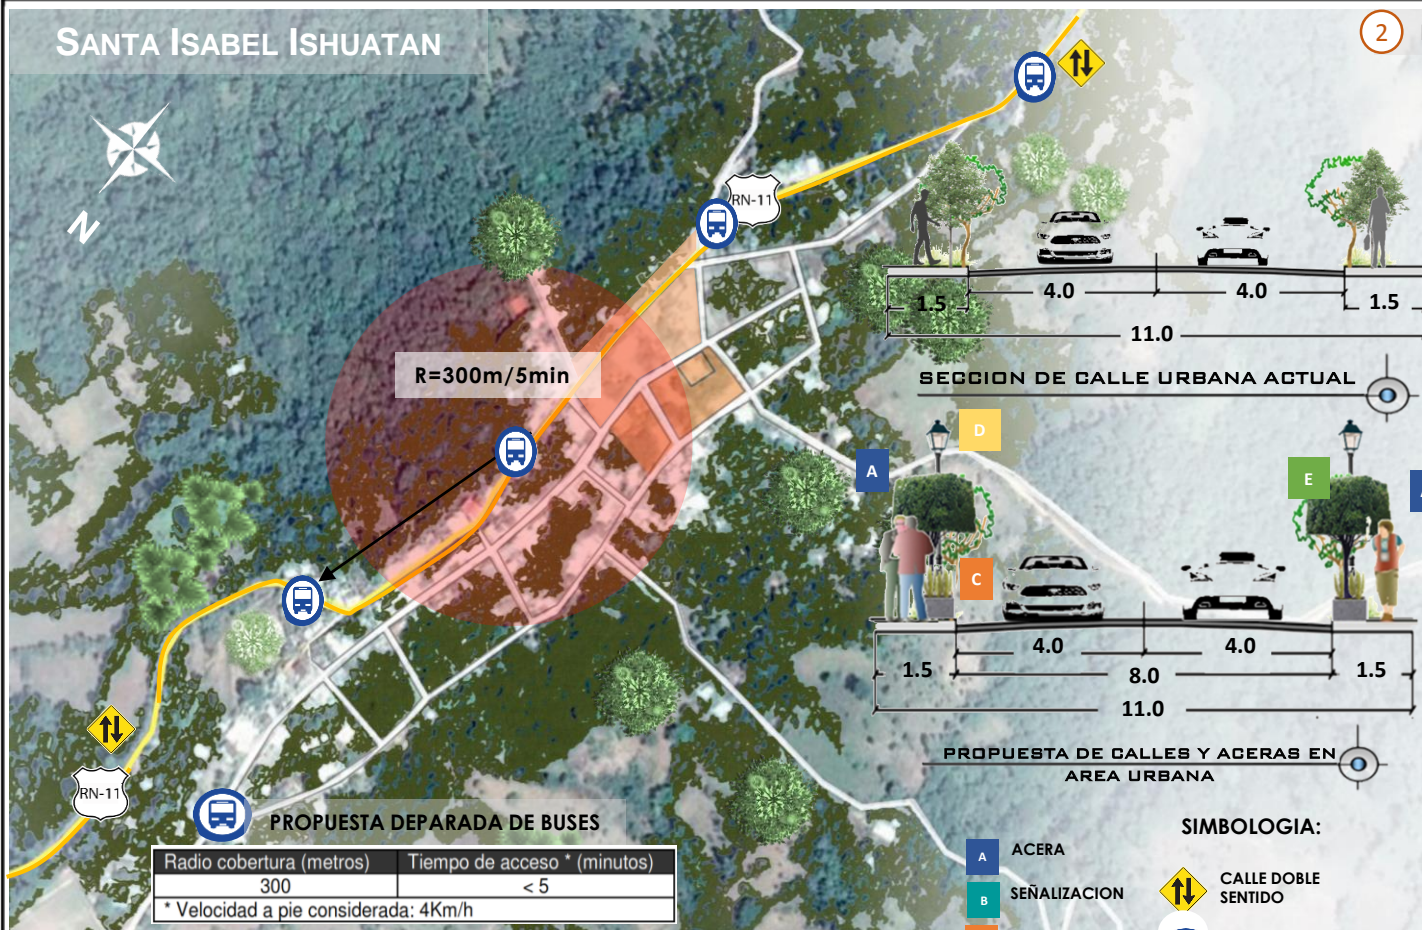 SANTA ISABEL ISHUATAN
2
N
RN-11
R=300m/5min
1.5
4.0
4.0
1.5
11.0
SECCION DE CALLE URBANA ACTUAL
D
A
E
C
4.0
4.0
1.5
8.0
1.5
11.0
PROPUESTA DE CALLES Y ACERAS EN
AREA URBANA
RN-11
PROPUESTA DEPARADA DE BUSES
Radio cobertura (metros) Tiempo de acceso * (minutos)
300 < 5
* Velocidad a pie considerada: 4Km/h
SIMBOLOGIA:
A ACERA
B SEÑALIZACION
CALLE DOBLE
SENTIDO